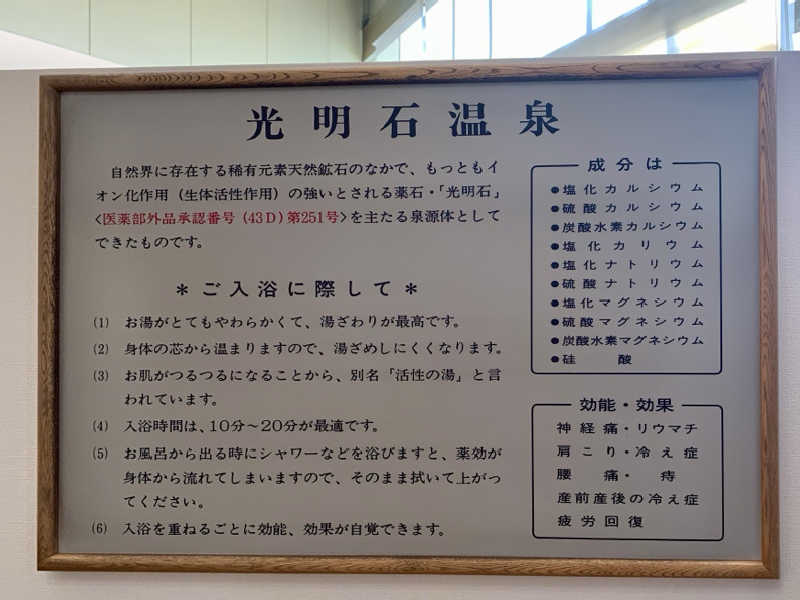 光明石温泉
自然界に存在する稀有元素天然鉱石のなかで、もっともイ
オン化作用（生体活性作用）の強いとされる薬石・「光明石」
<医薬部外品承認番号（43D）第251号>を主たる泉源体として
できたものです。
＊ご入浴に際して＊
⑴ お湯がとてもやわらかくて、湯ざわりが最高です。
⑵ 身体の芯から温まりますので、湯ざめしにくくなります。
⑶ お肌がつるつるになることから、別名「活性の湯」と言
われています。
⑷ 入浴時間は、10分〜20分が最適です。
⑸ お風呂から出る時にシャワーなどを浴びますと、薬効が
身体から流れてしまいますので、そのまま拭いて上がっ
てください。
⑹ 入浴を重ねるごとに効能、効果が自覚できます。
成分は
●塩化カルシウム
●硫酸カルシウム
●炭酸水素カルシウム
●塩化カリウム
●塩化ナトリウム
●硫酸ナトリウム
●塩化マグネシウム
●硫酸マグネシウム
●炭酸水素マグネシウム
●硅酸
効能・効果
神経痛・リウマチ
肩こり・冷え症
腰痛・痔
産前産後の冷え症
疲労回復